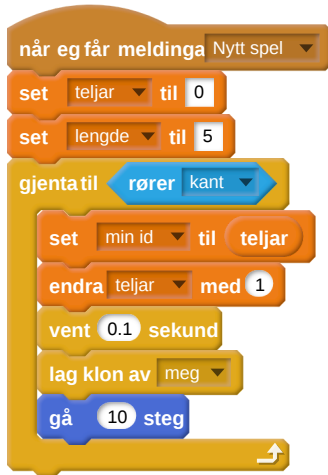 når eg får meldinga Nytt spel
set teljar til 0
set lengde til 5
gjenta til rører kant
set min id til teljar
endra teljar med 1
vent 0.1 sekund
lag klon av meg
gå 10 steg